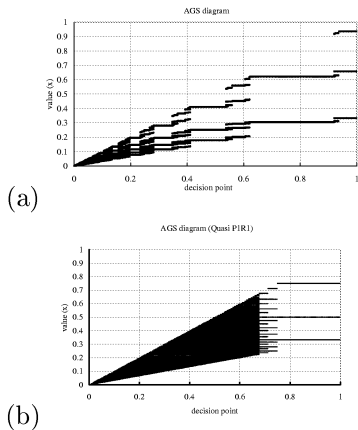 AGS diagram
1
0.9
0.8
0.7
0.6
0.5
0.4
0.3
0.2
0.1
0
value (x)
0 0.2 0.4 0.6 0.8 1
decision point
(a)
AGS diagram (Quasi P1R1)
1
0.9
0.8
0.7
0.6
0.5
0.4
0.3
0.2
0.1
0
value (x)
0 0.2 0.4 0.6 0.8 1
decision point
(b)